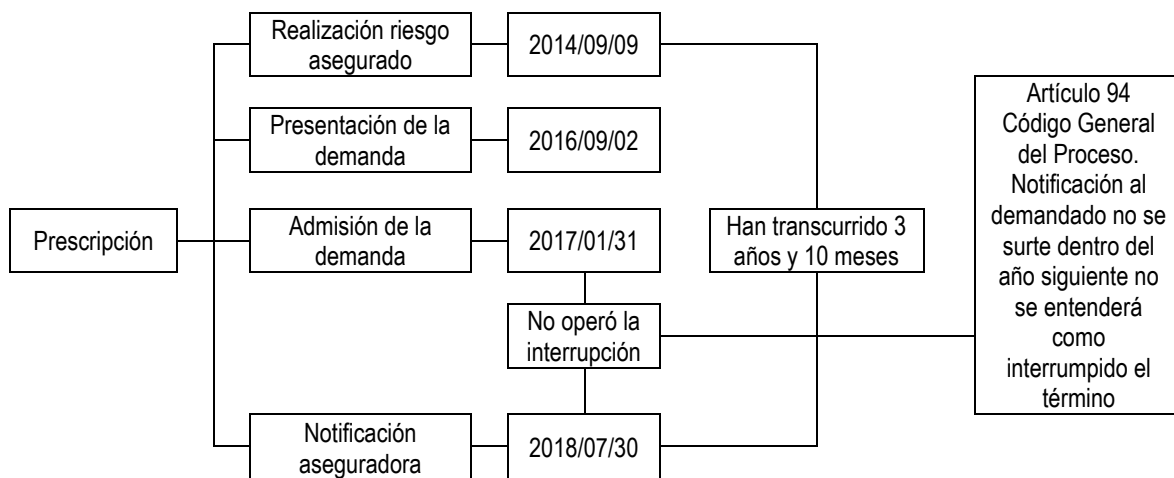 Realización riesgo
asegurado
2014/09/09
Presentación de la
demanda
2016/09/02
Prescripción
Admisión de la
demanda
2017/01/31
Han transcurrido 3
años y 10 meses
No operó la
interrupción
Notificación
aseguradora
2018/07/30
Artículo 94
Código General
del Proceso.
Notificación al
demandado no se
surte dentro del
año siguiente no
se entenderá
como
interrumpido el
término